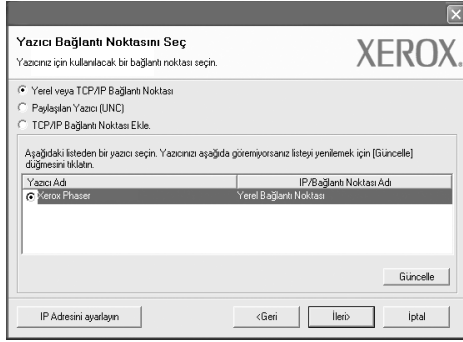 Yazıcı Bağlantı Noktasını Seç
Yazıcınız için kullanılacak bir bağlantı noktası seçin.
XEROX.
Yerel veya TCP/IP Bağlantı Noktası
Paylaşılan Yazıcı (UNC)
TCP/IP Bağlantı Noktası Ekle.
Aşağıdaki listeden bir yazıcı seçin. Yazıcınızı aşağıda göremiyorsanız listeyi yenilemek için [Güncelle]
düğmesini tıklatın.
Yazıcı Adı IP/Bağlantı Noktası Adı
Xerox Phaser Yerel Bağlantı Noktası
Güncelle
IP Adresini ayarlayın <Geri İleri> İptal